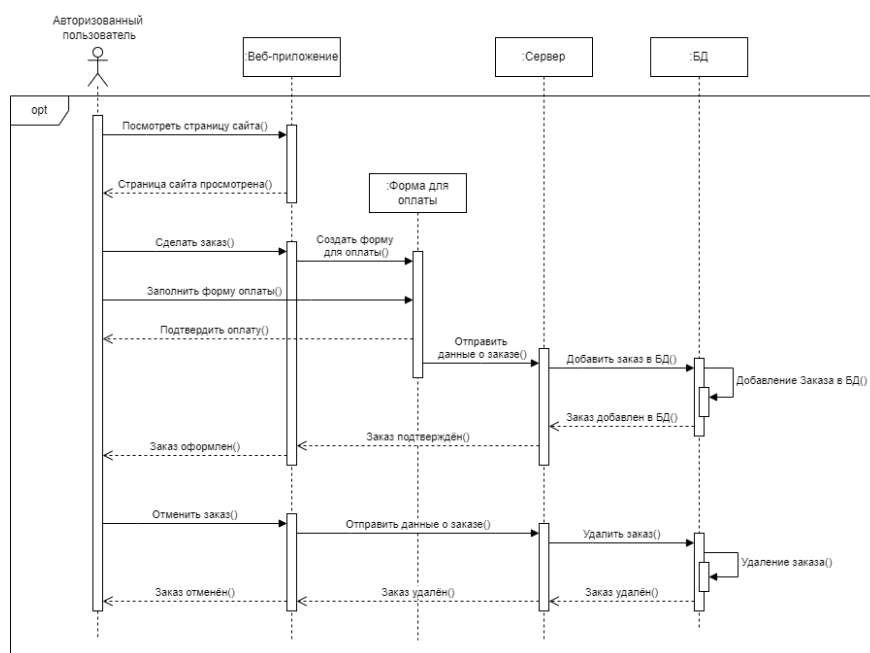 Авторизованный
пользователь
:Веб-приложение
:Сервер
:БД
opt
Посмотреть страницу сайта()
Страница сайта просмотрена()
:Форма для
оплаты
Сделать заказ()
Создать форму
для оплаты()
Заполнить форму оплаты()
Подтвердить оплату()
Отправить
данные о заказе()
Добавить заказ в БД()
Добавление Заказа в БД()
Заказ добавлен в БД()
Заказ подтверждён()
Заказ оформлен()
Отменить заказ()
Отправить данные о заказе()
Удалить заказ()
Удаление заказа()
Заказ отменён()
Заказ удалён()
Заказ удалён()